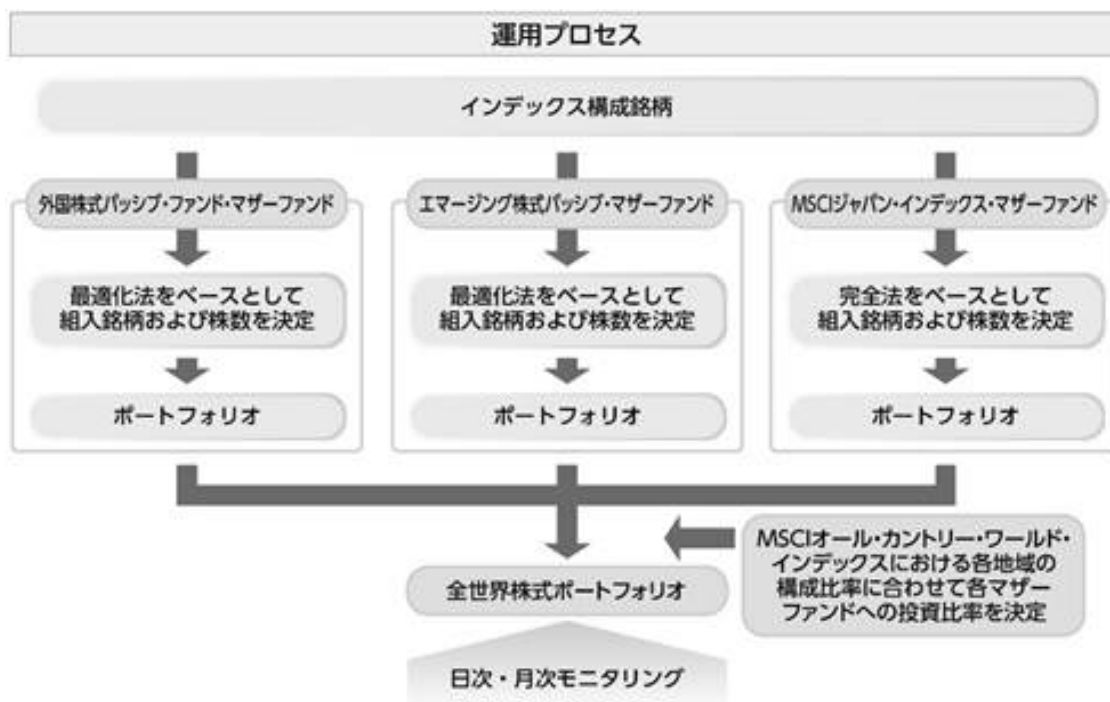 運用プロセス
インデックス構成銘柄
外国株式パッシブ・ファンド・マザーファンド
エマージング株式パッシブ・マザーファンド
MSCIジャパン・インデックス・マザーファンド
最適化法をベースとして
組入銘柄および株数を決定
最適化法をベースとして
組入銘柄および株数を決定
完全法をベースとして
組入銘柄および株数を決定
ポートフォリオ
ポートフォリオ
ポートフォリオ
MSCIオール・カントリー・ワールド・
インデックスにおける各地域の
構成比率に合わせて各マザー
ファンドへの投資比率を決定
全世界株式ポートフォリオ
日次・月次モニタリング